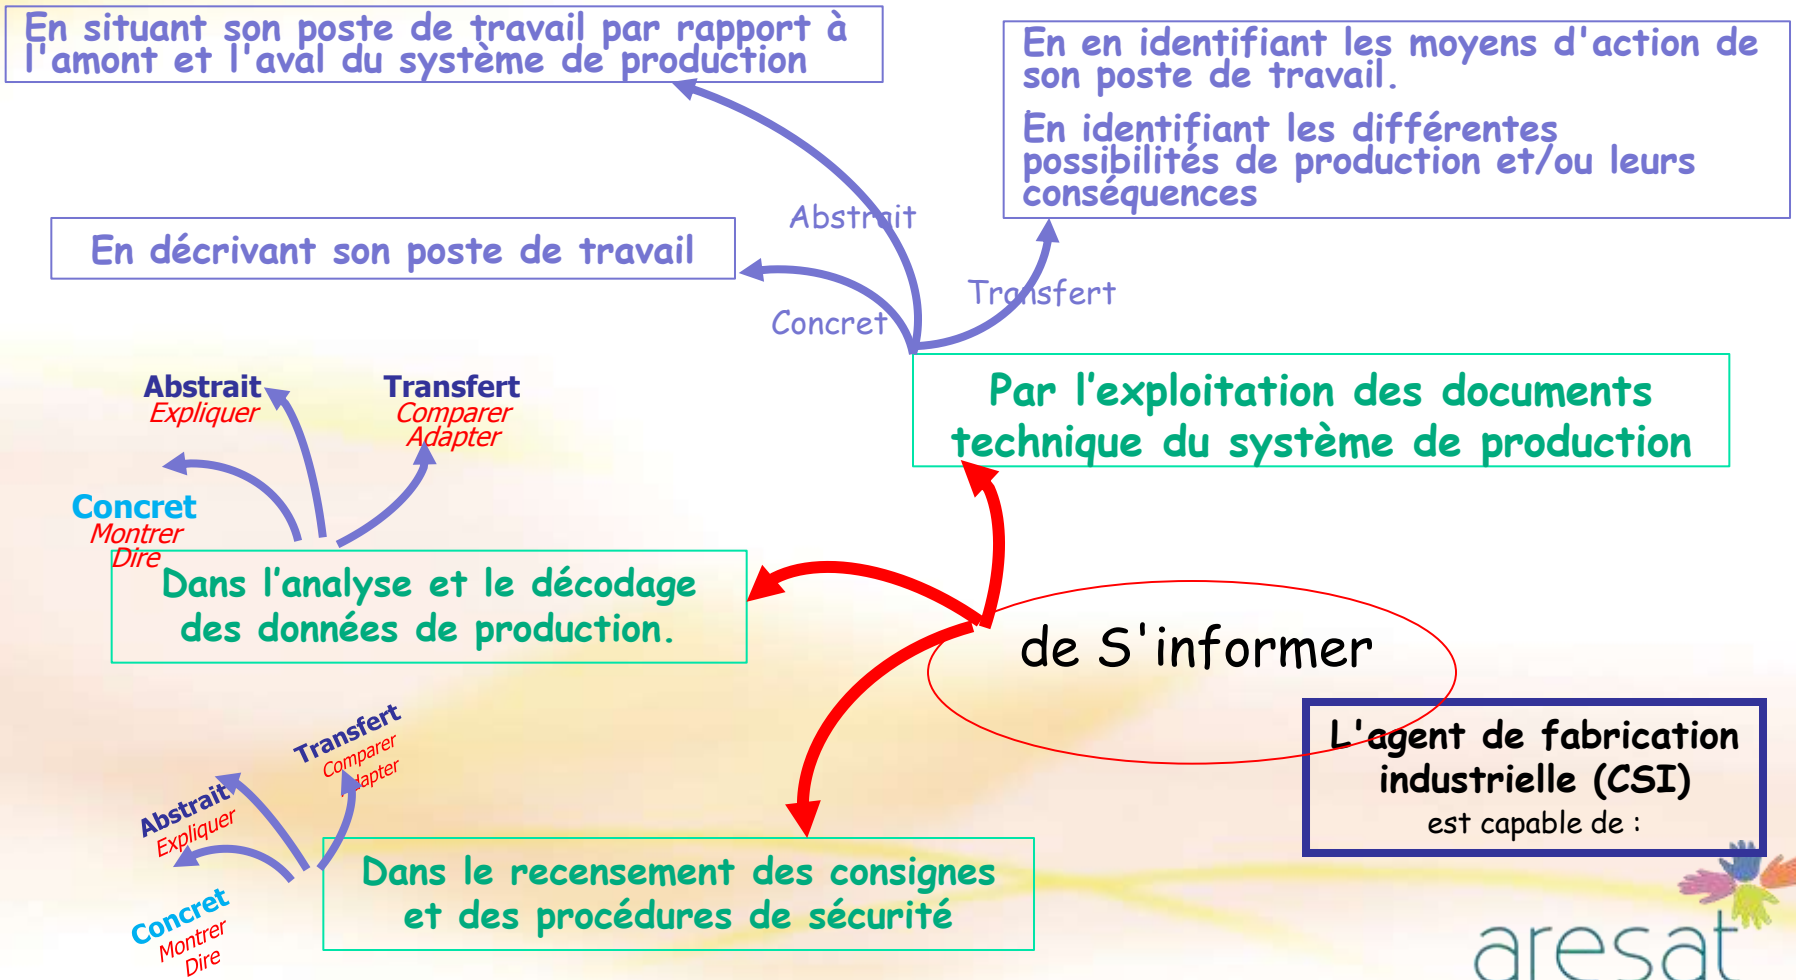 En situant son poste de travail par rapport à
l'amont et l'aval du système de production
En en identifiant les moyens d'action de
son poste de travail.
En identifiant les différentes
possibilités de production et/ou leurs
conséquences
Abstrait
En décrivant son poste de travail
Transfert
Concret
Par l’exploitation des documents
technique du système de production
Abstrait
Expliquer
Transfert
Comparer
Adapter
Concret
Montrer
Dire
Dans l’analyse et le décodage
des données de production.
de S'informer
L'agent de fabrication
industrielle (CSI)
est capable de :
Transfert
Comparer
Adapter
Abstrait
Expliquer
Concret
Montrer
Dire
Dans le recensement des consignes
et des procédures de sécurité
aresat